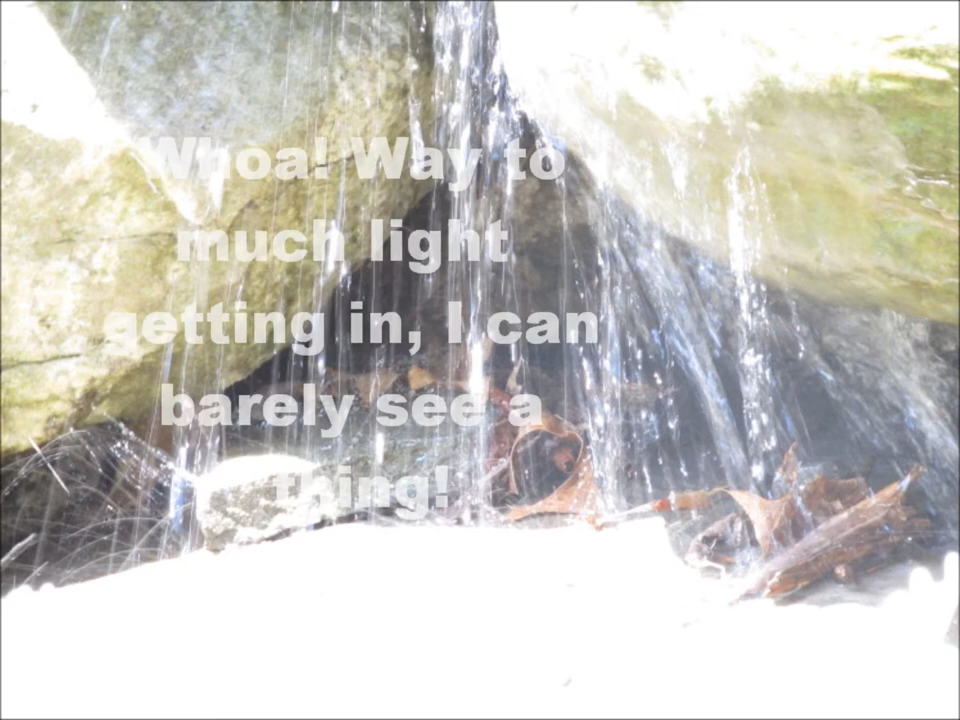 Whoa! Way to
much light
getting in, I can
barely see a
thing!